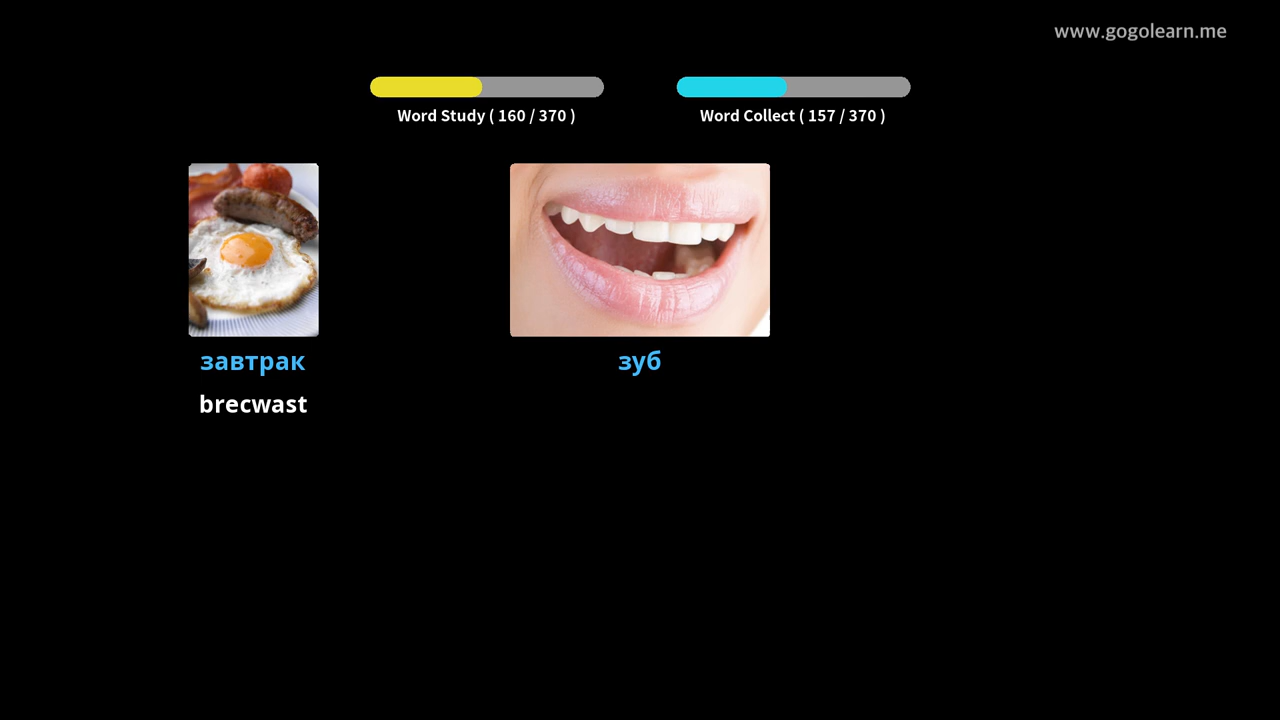 www.gogolearn.me
Word Study ( 160 / 370 )
Word Collect ( 157 / 370 )
завтрак
зуб
brecwast